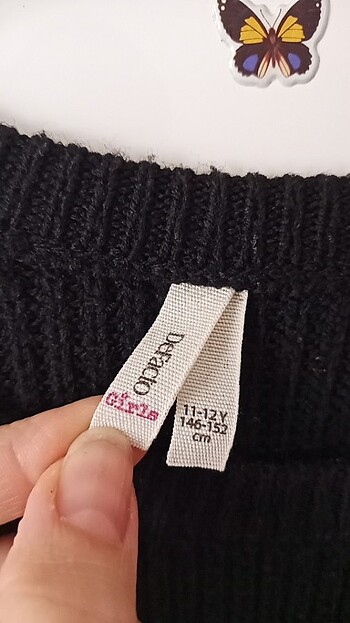 DeFacto
Girls
11-12Y
146-152
cm